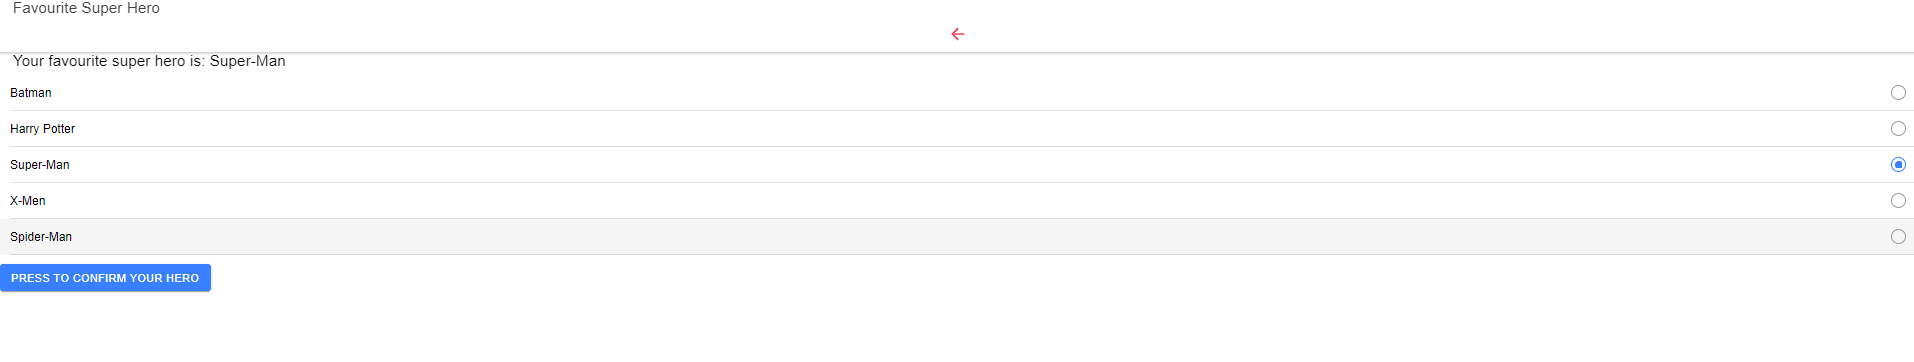 Favourite Super Hero
Your favourite super hero is: Super-Man
Batman
Harry Potter
Super-Man
X-Men
Spider-Man
PRESS TO CONFIRM YOUR HERO